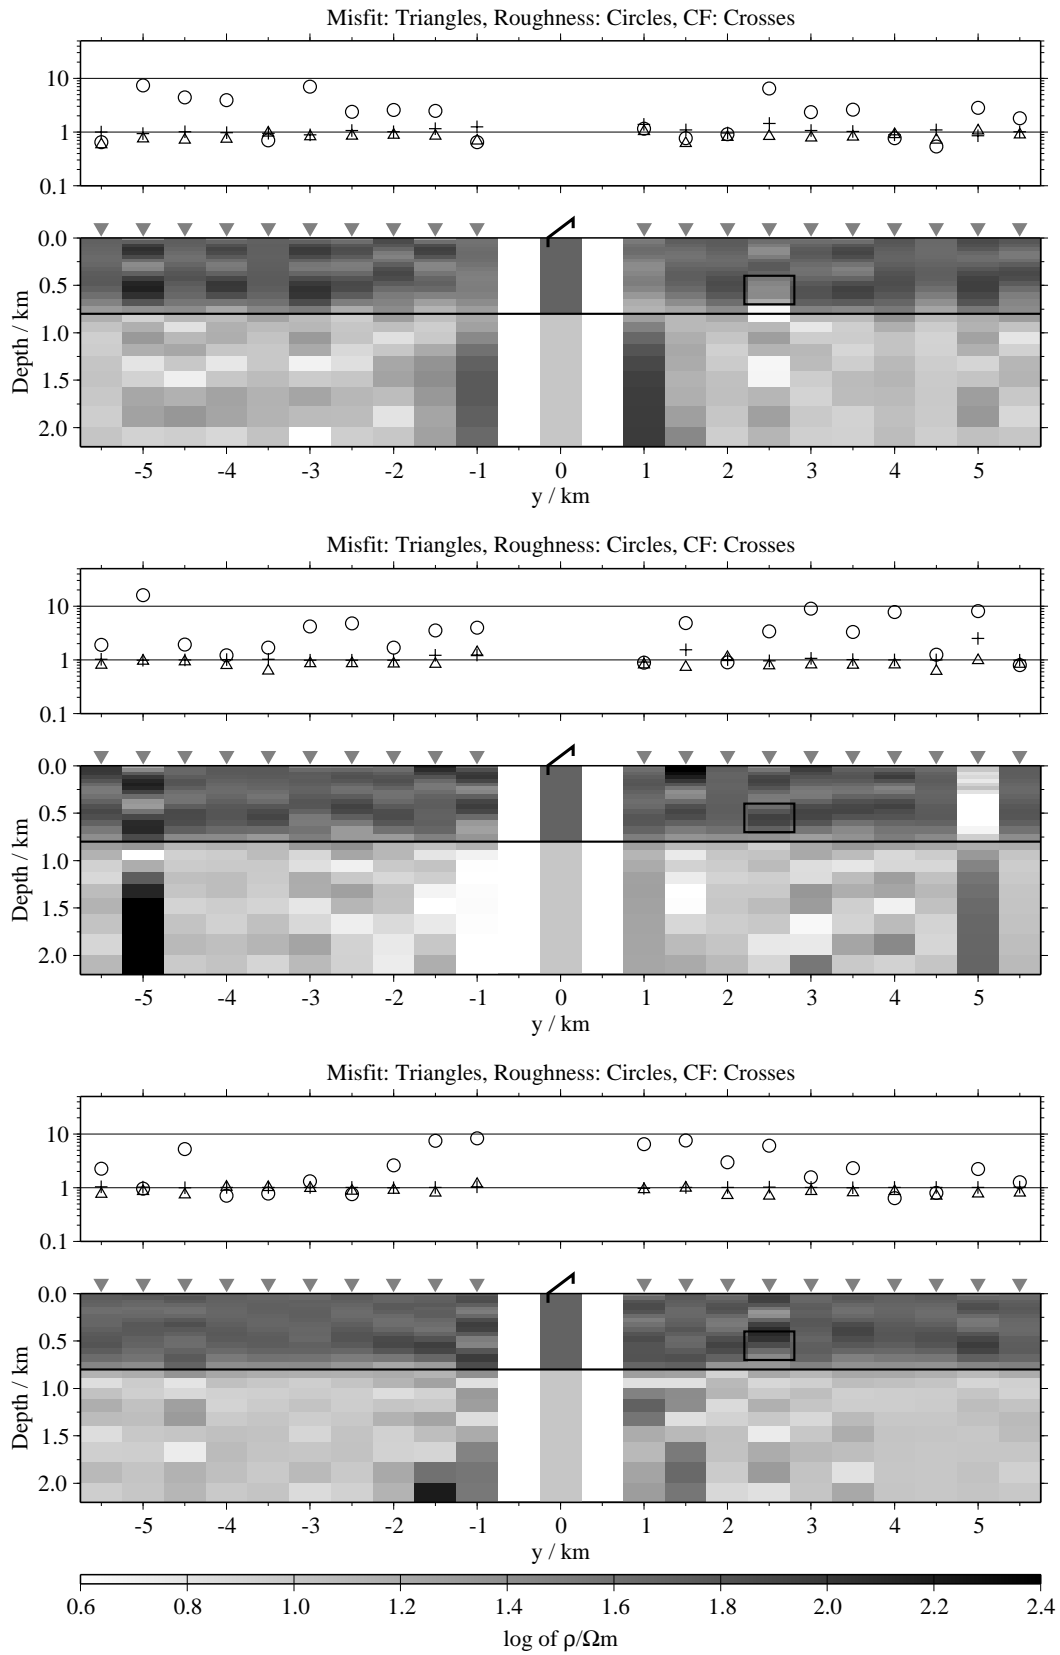 Misfit: Triangles, Roughness: Circles, CF: Crosses
10
1
0.1
0.0
0.5
1.0
1.5
2.0
Depth / km
-5 -4 -3 -2 -1 0 1 2 3 4 5
y / km
Misfit: Triangles, Roughness: Circles, CF: Crosses
10
1
0.1
0.0
0.5
1.0
1.5
2.0
Depth / km
-5 -4 -3 -2 -1 0 1 2 3 4 5
y / km
Misfit: Triangles, Roughness: Circles, CF: Crosses
10
1
0.1
0.0
0.5
1.0
1.5
2.0
Depth / km
-5 -4 -3 -2 -1 0 1 2 3 4 5
y / km
0.6 0.8 1.0 1.2 1.4 1.6 1.8 2.0 2.2 2.4
log of ρ/Ωm